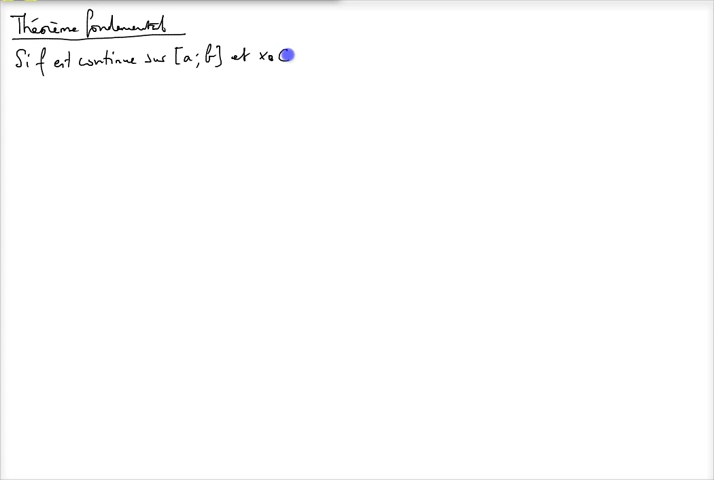 Théorème fondamental
Si f est continue sur [a; b] et x₀